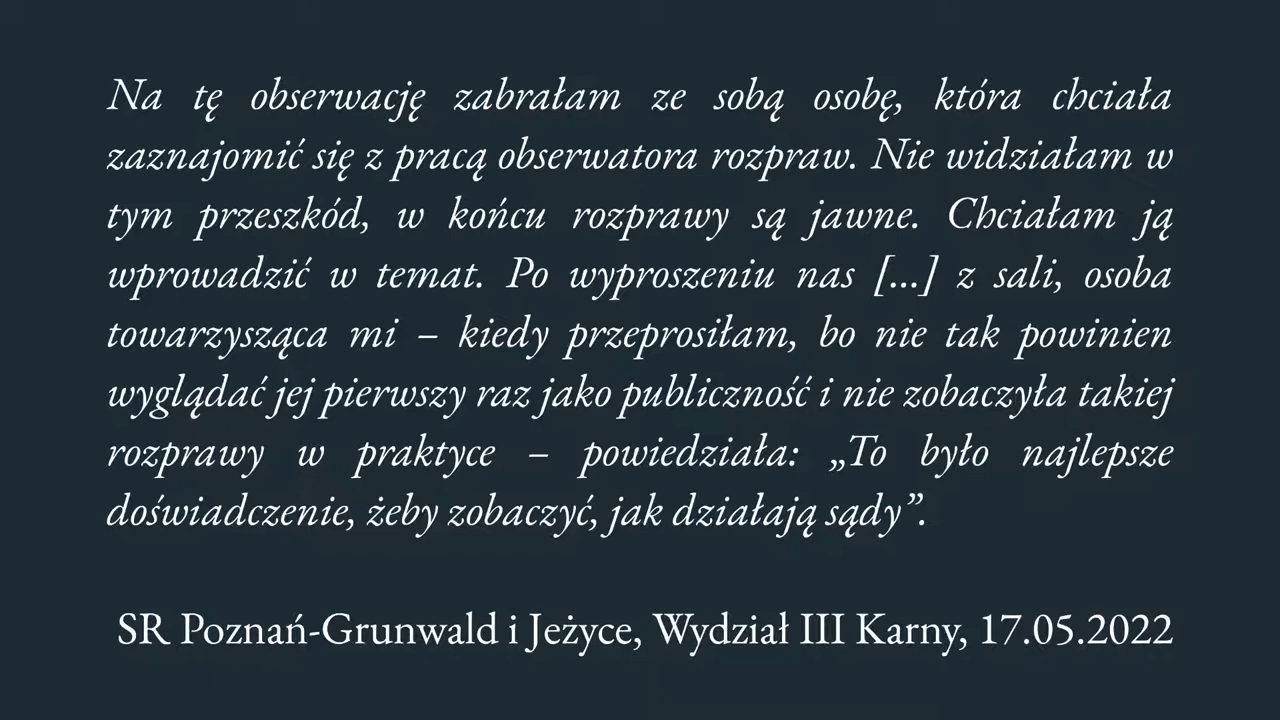 Na tę obserwację zabrałam ze sobą osobę, która chciała
zaznajomić się z pracą obserwatora rozpraw. Nie widziałam w
tym przeszkód, w końcu rozprawy są jawne. Chciałam ją
wprowadzić w temat. Po wyproszeniu nas [...] z sali, osoba
towarzysząca mi – kiedy przeprosiłam, bo nie tak powinien
wyglądać jej pierwszy raz jako publiczność i nie zobaczyła takiej
rozprawy w praktyce – powiedziała: „To było najlepsze
doświadczenie, żeby zobaczyć, jak działają sądy”.
SR Poznań-Grunwald i Jeżyce, Wydział III Karny, 17.05.2022